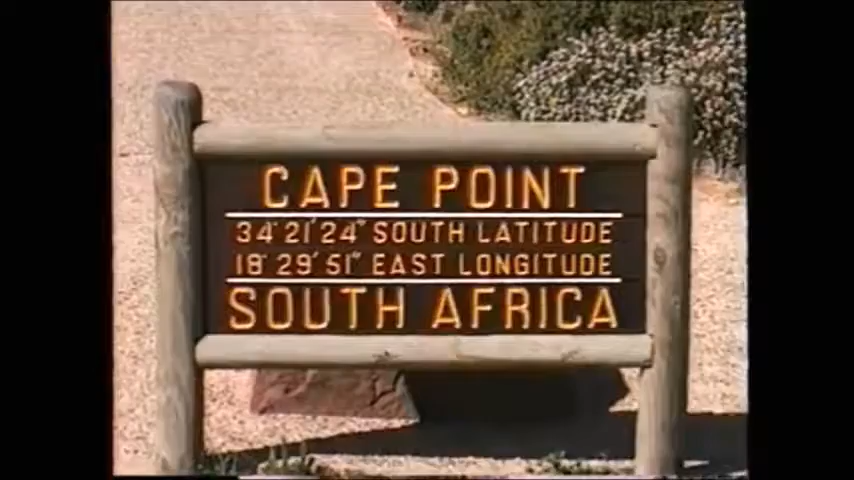 CAPE POINT
34°21'24" SOUTH LATITUDE
18°29'51" EAST LONGITUDE
SOUTH AFRICA